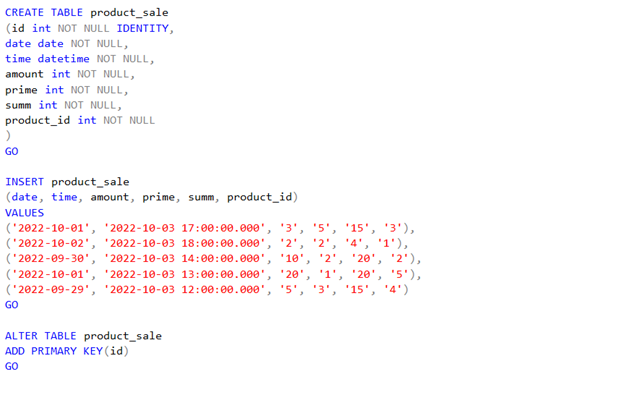 CREATE TABLE product_sale
(id int NOT NULL IDENTITY,
date date NOT NULL,
time datetime NOT NULL,
amount int NOT NULL,
prime int NOT NULL,
summ int NOT NULL,
product_id int NOT NULL
)
GO
INSERT product_sale
(date, time, amount, prime, summ, product_id)
VALUES
('2022-10-01', '2022-10-03 17:00:00.000', '3', '5', '15', '3'),
('2022-10-02', '2022-10-03 18:00:00.000', '2', '2', '4', '1'),
('2022-09-30', '2022-10-03 14:00:00.000', '10', '2', '20', '2'),
('2022-10-01', '2022-10-03 13:00:00.000', '20', '1', '20', '5'),
('2022-09-29', '2022-10-03 12:00:00.000', '5', '3', '15', '4')
GO
ALTER TABLE product_sale
ADD PRIMARY KEY(id)
GO